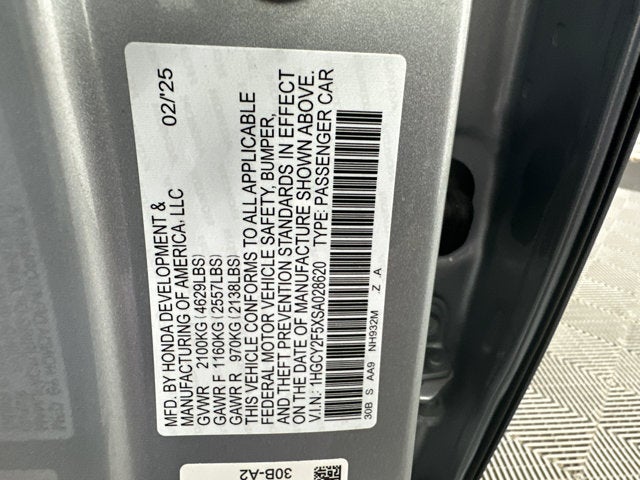 MFD. BY HONDA DEVELOPMENT & 02/'25
MANUFACTURING OF AMERICA, LLC
GVWR 2100KG(4629LBS)
GAWR F 1160KG(2557LBS)
GAWR R 970KG(2138LBS)
THIS VEHICLE CONFORMS TO ALL APPLICABLE
FEDERAL MOTOR VEHICLE SAFETY, BUMPER,
AND THEFT PREVENTION STANDARDS IN EFFECT
ON THE DATE OF MANUFACTURE SHOWN ABOVE.
V.I.N.: 1HGCY2F5XSA028620 TYPE: PASSENGER CAR
30B S AA9 NH932M .Z .A
30B-A2